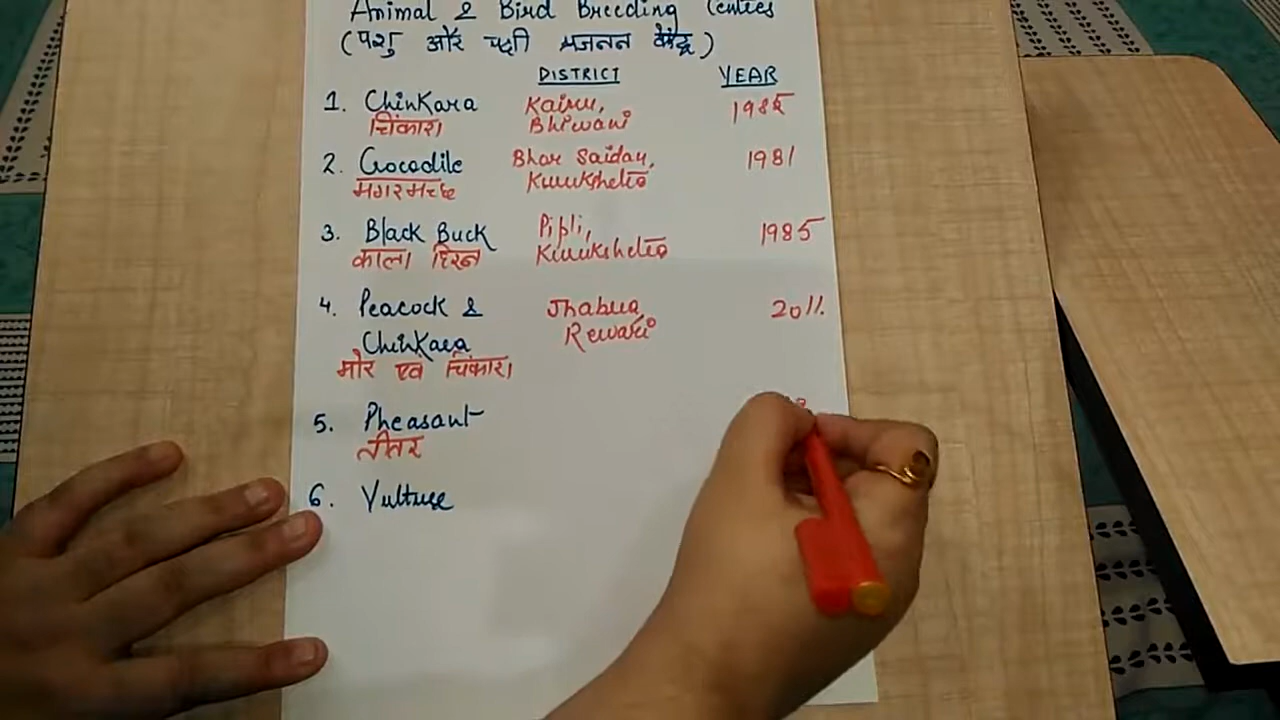 Animal & Bird Breeding Centres
(पशु और पक्षी प्रजनन केन्द्र)
DISTRICT YEAR
1. Chinkara Kairu, 1985
चिंकारा Bhiwani
2. Crocodile Bhor Saidan, 1981
मगरमच्छ Kurukshetra
3. Black Buck Pipli, 1985
काला हिरन Kurukshetra
4. Peacock & Jhabua 2011.
Chinkara Rewari
मोर एवं चिंकारा
5. Pheasant
तीतर
6. Vulture